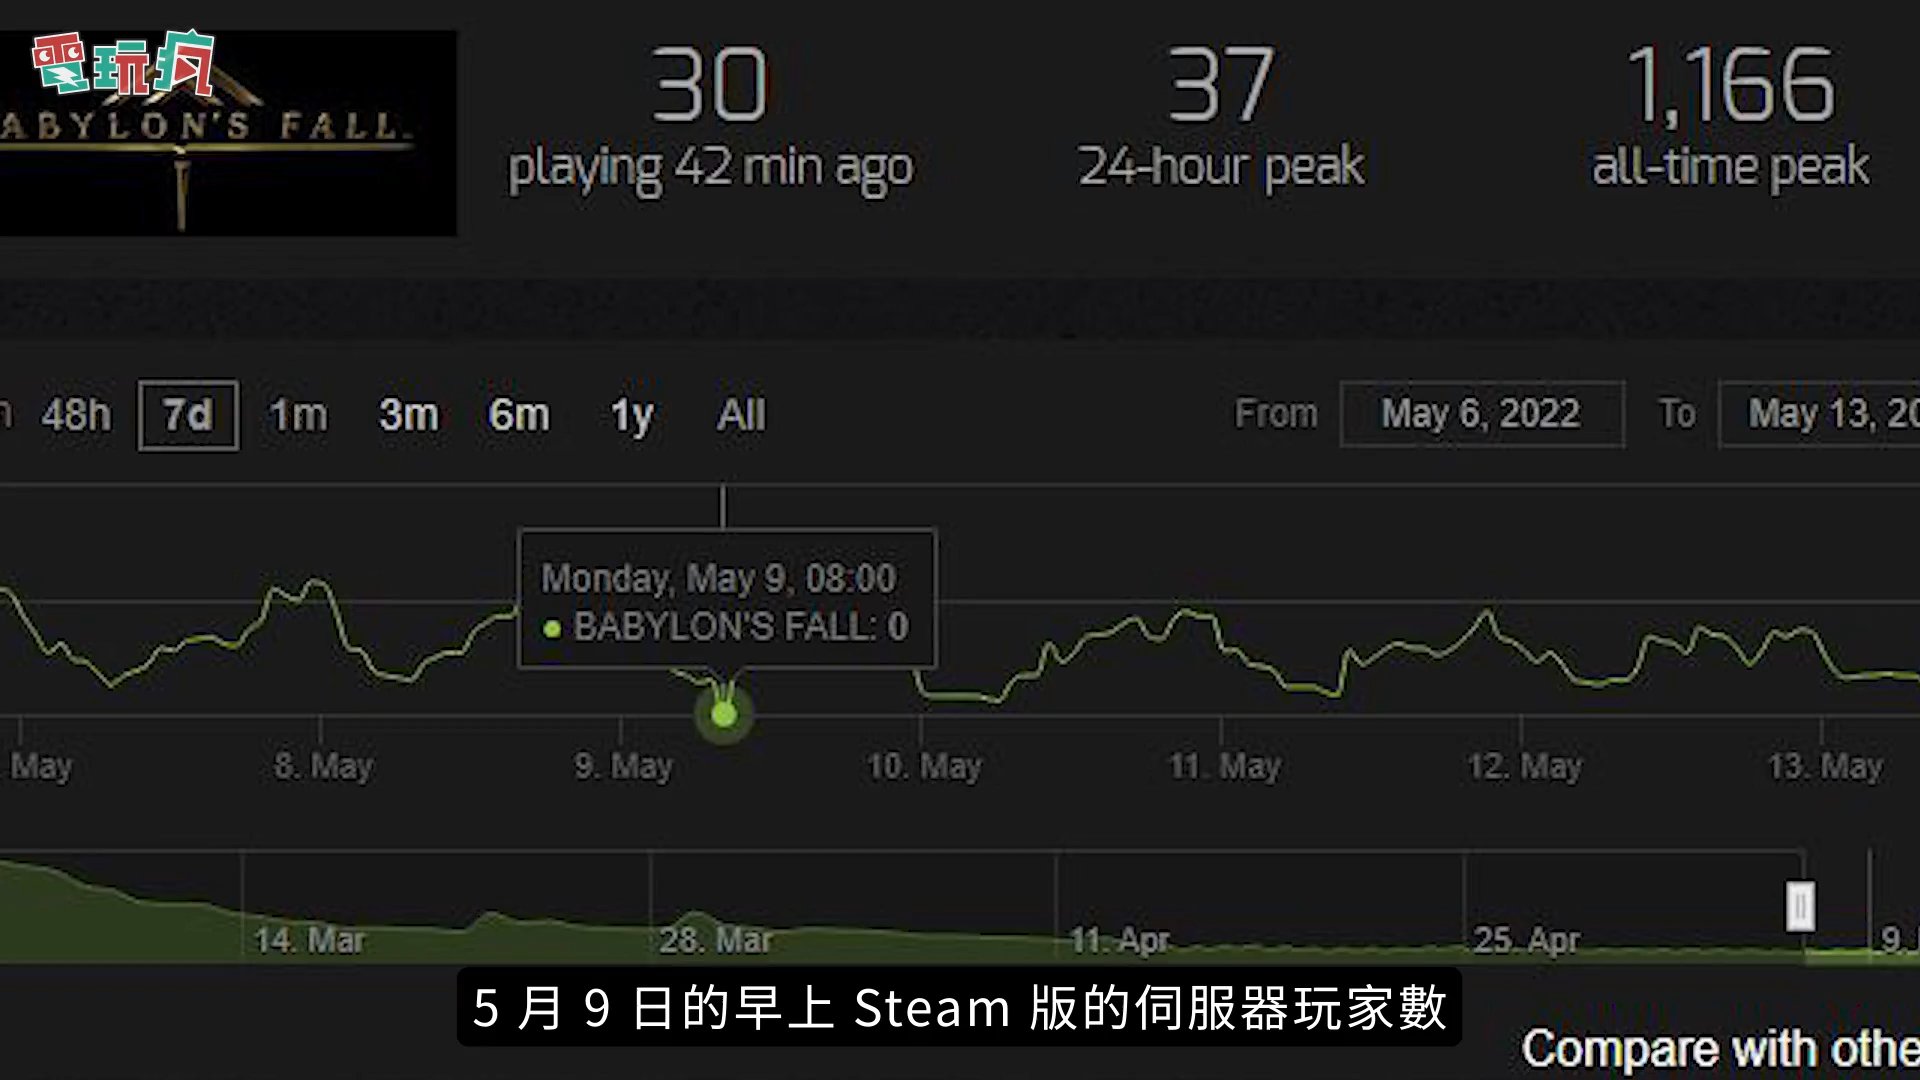 電玩瘋
ABYLON'S FALL
30
playing 42 min ago
37
24-hour peak
1,166
all-time peak
48h 7d 1m 3m 6m 1y All
From May 6, 2022 To May 13, 20
Monday, May 9, 08:00
BABYLON'S FALL: 0
May 8. May 9. May 10. May 11. May 12. May 13. May
14. Mar 28. Mar 11. Apr 25. Apr 9.
5 月 9 日的早上 Steam 版的伺服器玩家數
Compare with othe